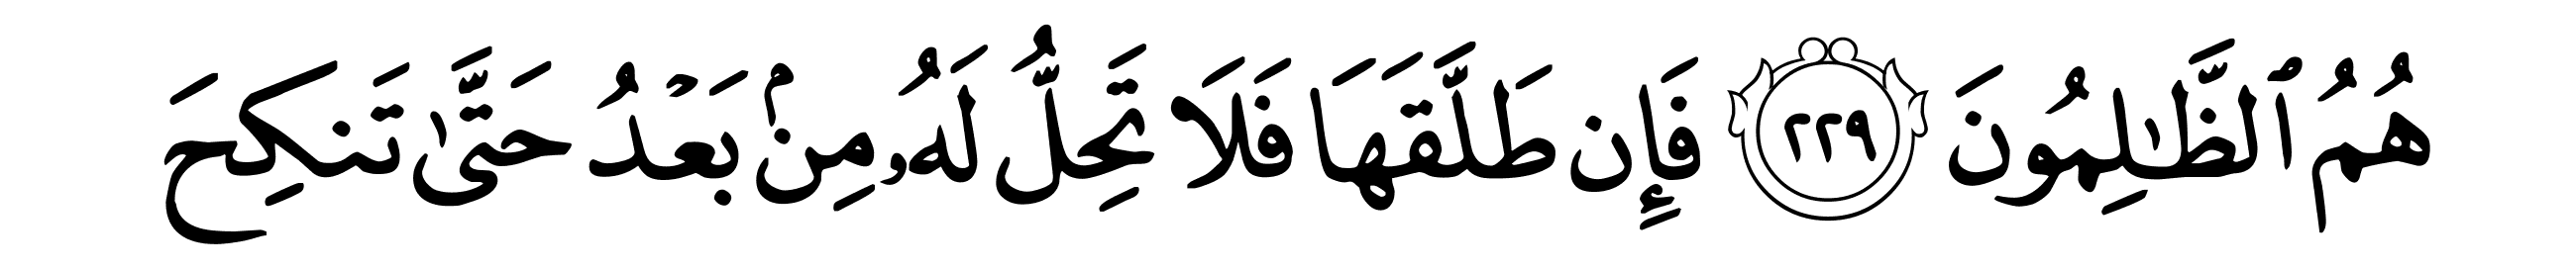 هُمُ ٱلظَّٰلِمُونَ ٢٢٩ فَإِن طَلَّقَهَا فَلَا تَحِلُّ لَهُۥ مِنۢ بَعۡدُ حَتَّىٰ تَنكِحَ